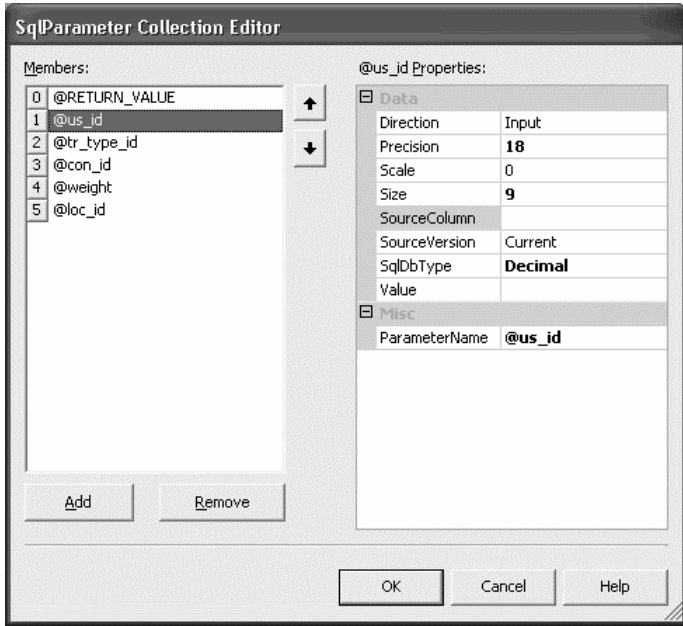 SqlParameter Collection Editor
Members:
0 @RETURN_VALUE
1 @us_id
2 @tr_type_id
3 @con_id
4 @weight
5 @loc_id
Add Remove
@us_id Properties:
Data
Direction Input
Precision 18
Scale 0
Size 9
SourceColumn
SourceVersion Current
SqlDbType Decimal
Value
Misc
ParameterName @us_id
OK Cancel Help